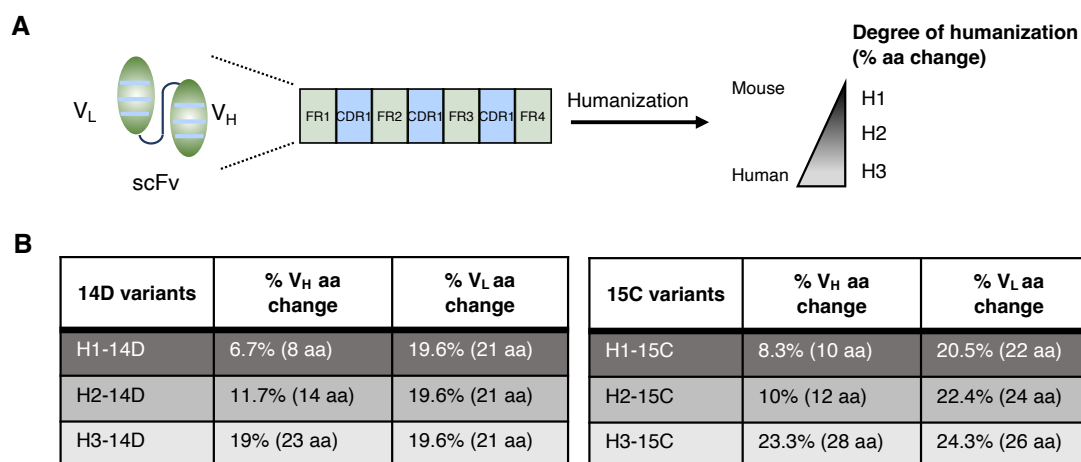 A
Degree of humanization
(% aa change)
VL
VH
scFv
FR1 CDR1 FR2 CDR1 FR3 CDR1 FR4
Humanization
Mouse
Human
H1
H2
H3
B
14D variants % VH aa change % VL aa change
H1-14D 6.7% (8 aa) 19.6% (21 aa)
H2-14D 11.7% (14 aa) 19.6% (21 aa)
H3-14D 19% (23 aa) 19.6% (21 aa)
15C variants % VH aa change % VL aa change
H1-15C 8.3% (10 aa) 20.5% (22 aa)
H2-15C 10% (12 aa) 22.4% (24 aa)
H3-15C 23.3% (28 aa) 24.3% (26 aa)